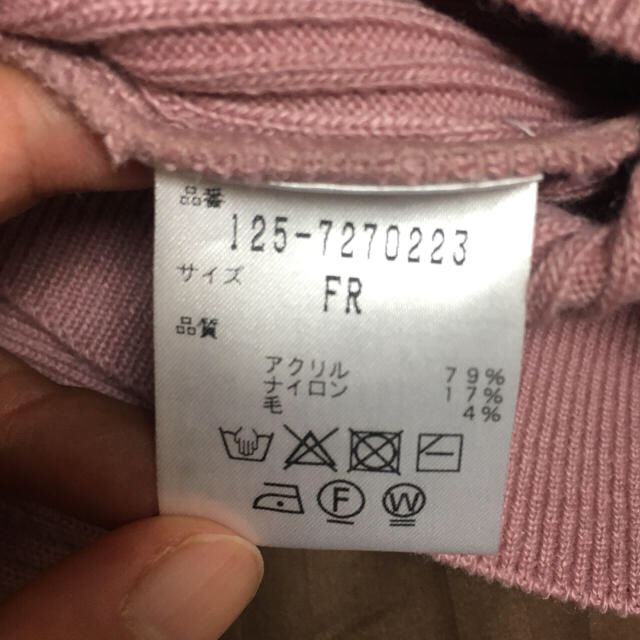 品番
125-7270223
サイズ
FR
品質
アクリル 79%
ナイロン 17%
毛 4%
F W